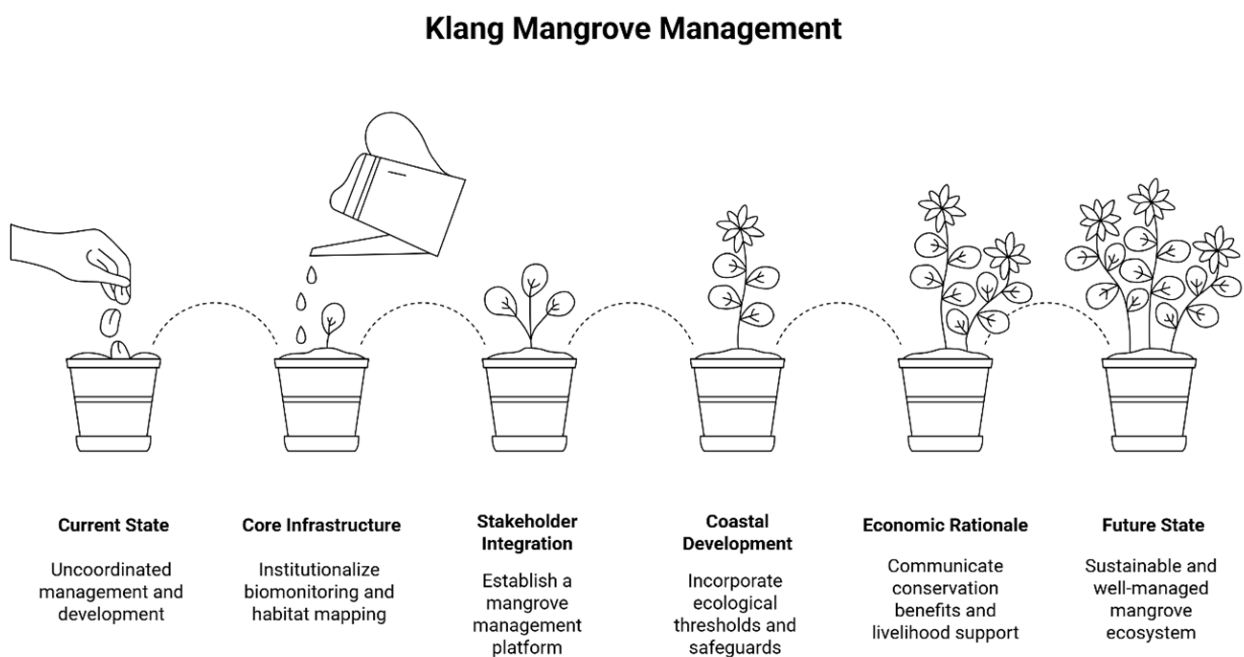 Klang Mangrove Management
Current State
Uncoordinated
management and
development
Core Infrastructure
Institutionalize
biomonitoring and
habitat mapping
Stakeholder
Integration
Establish a
mangrove
management
platform
Coastal
Development
Incorporate
ecological
thresholds and
safeguards
Economic Rationale
Communicate
conservation
benefits and
livelihood support
Future State
Sustainable and
well-managed
mangrove
ecosystem